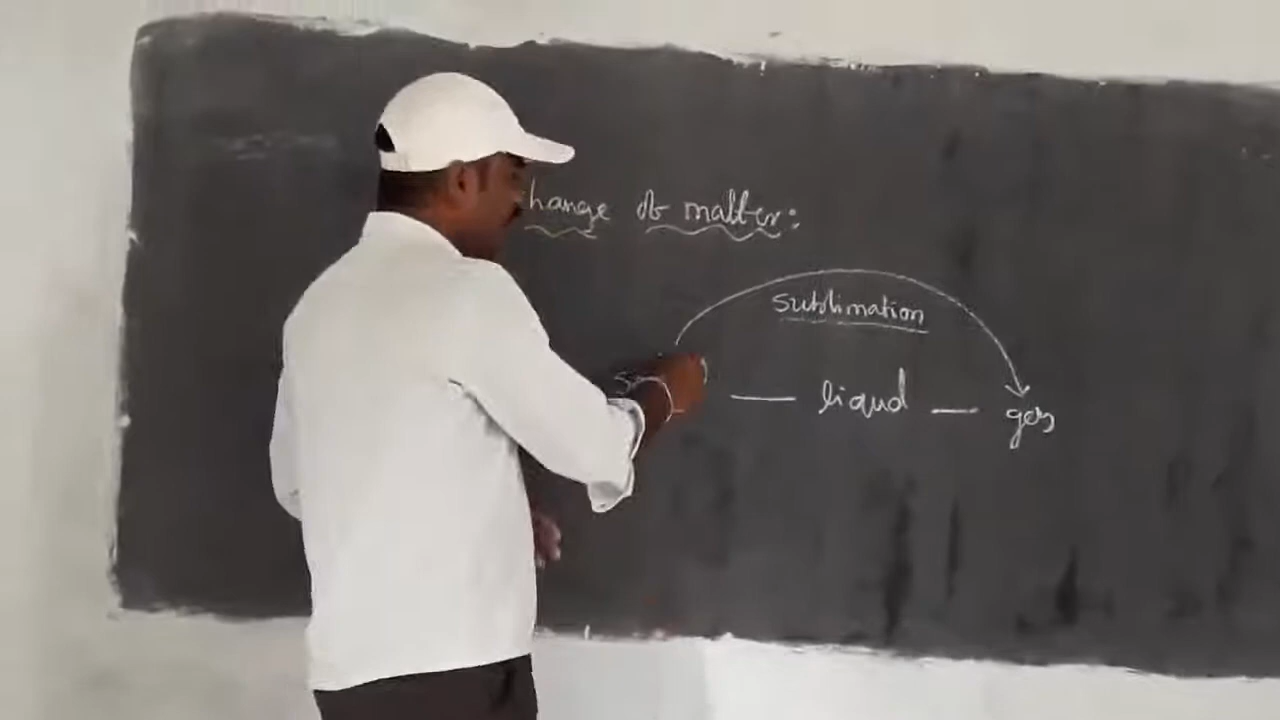 hange of matter:
sublimation
— liquid — gas